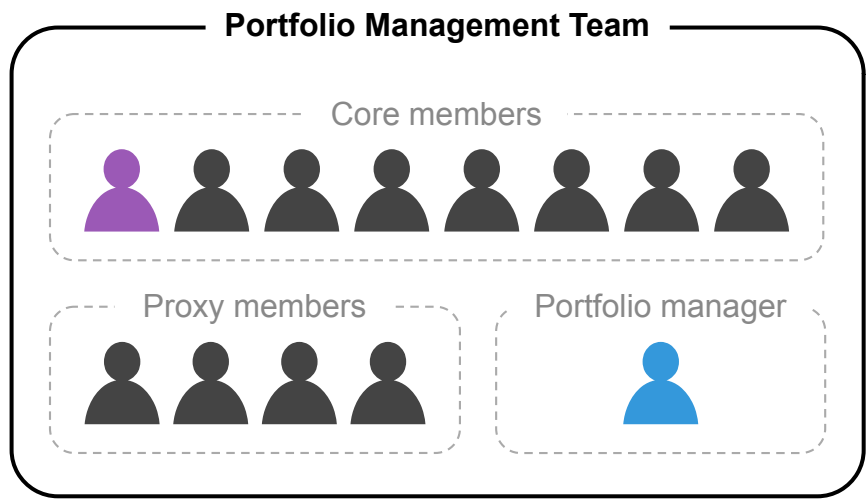 Portfolio Management Team
Core members
Proxy members
Portfolio manager